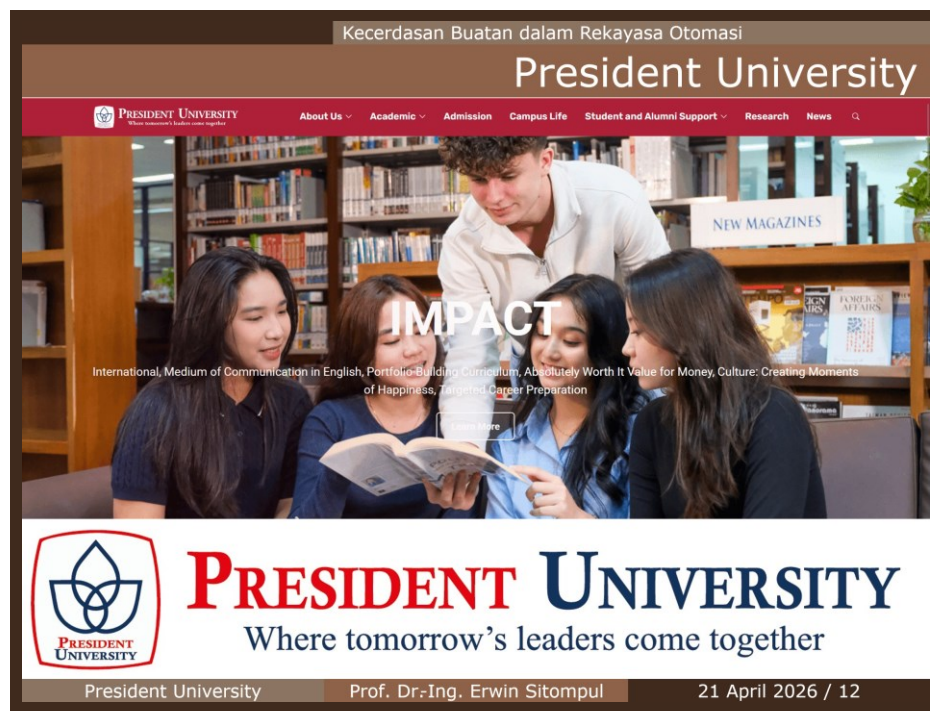 Kecerdasan Buatan dalam Rekayasa Otomasi
President University
PRESIDENT UNIVERSITY
Where tomorrow's leaders come together
About Us
Academic
Admission
Campus Life
Student and Alumni Support
Research
News
NEW MAGAZINES
TEMPO
FOREIGN
AFFAIRS
IMPACT
International, Medium of Communication in English, Portfolio-Building Curriculum, Absolutely Worth It Value for Money, Culture: Creating Moments
of Happiness, Targeted Career Preparation
Learn More
PRESIDENT
UNIVERSITY
PRESIDENT UNIVERSITY
Where tomorrow's leaders come together
President University
Prof. Dr.-Ing. Erwin Sitompul
21 April 2026 / 12